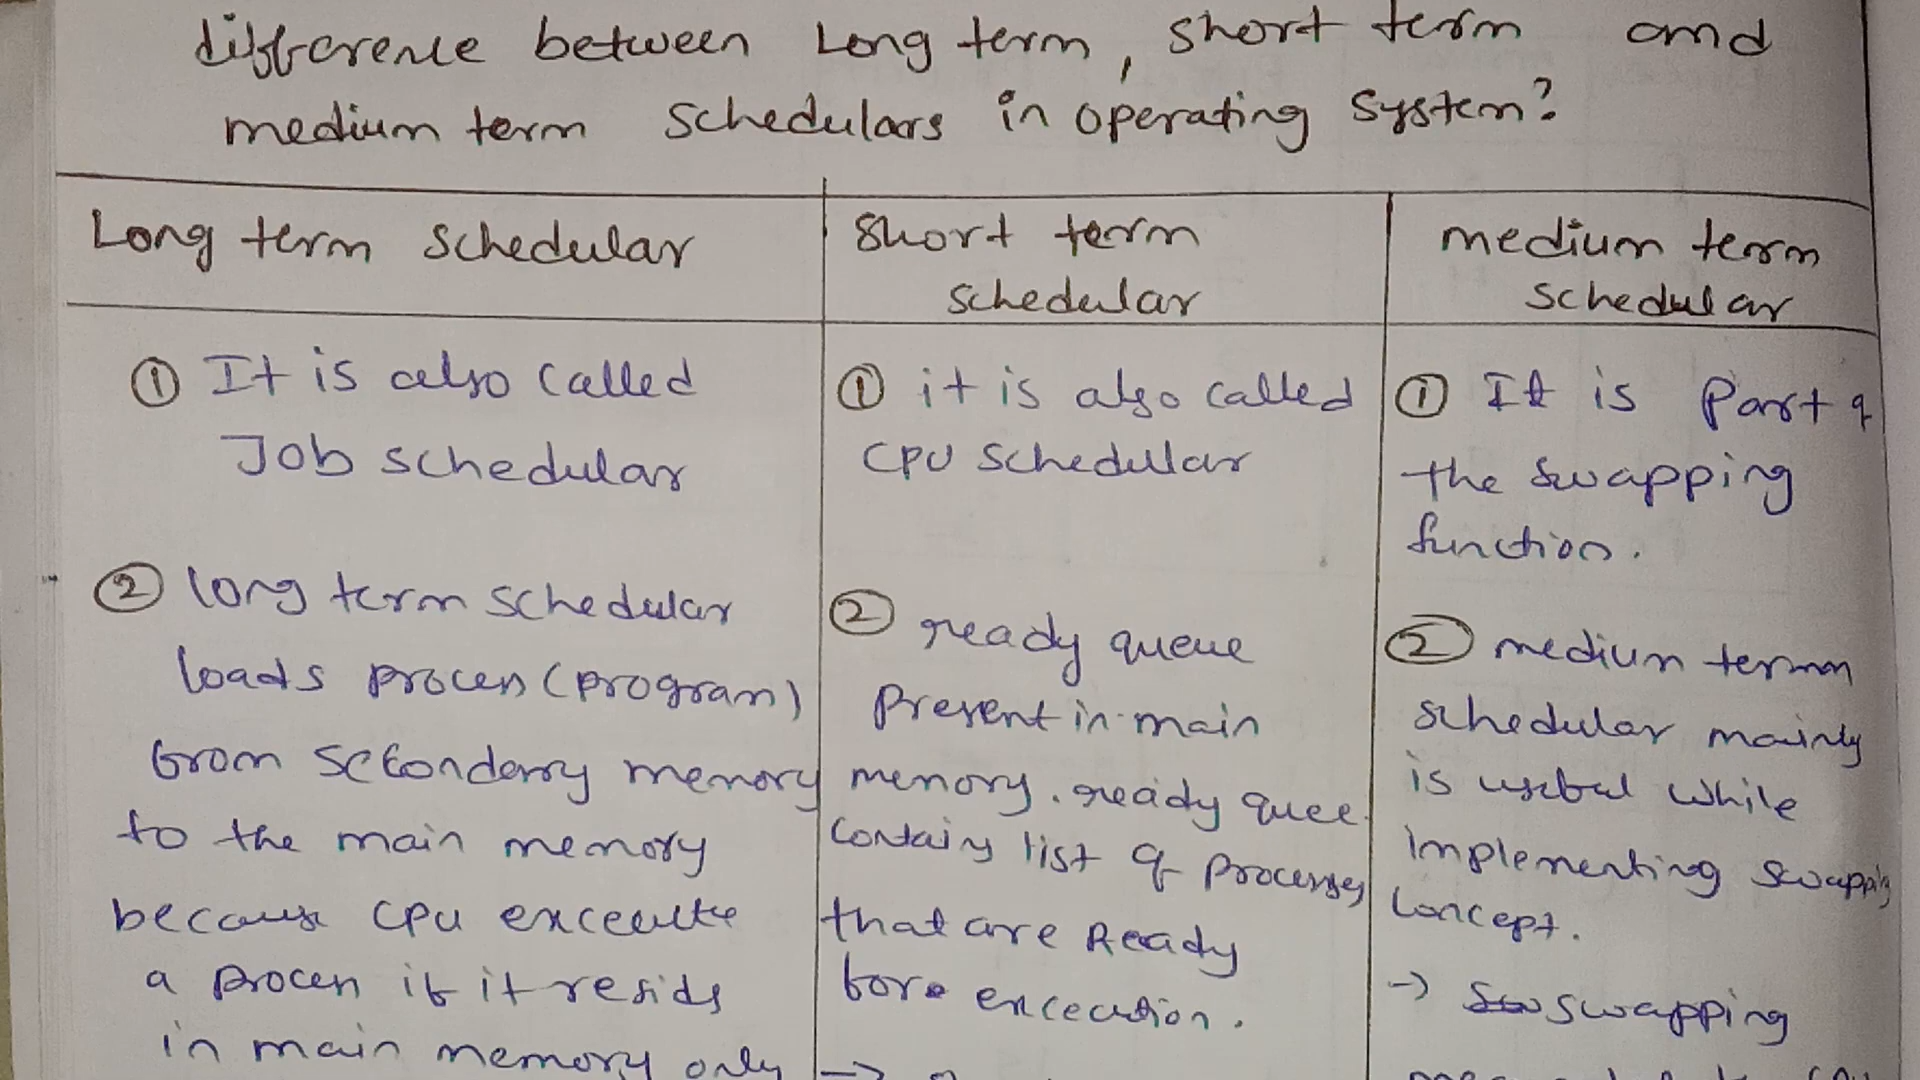 difference between Long term, short term and
medium term schedulars in operating system?
Long term schedular
① It is also called
Job schedular
② long term schedular
loads process (program)
from secondary memory
to the main memory
because cpu excecute
a process if it resids
in main memory only
short term
schedular
① it is also called
CPU schedular
② ready queue
present in main
memory. ready quee
contains list of processes
that are Ready
for excecution.
→
medium term
schedular
① It is part of
the swapping
function.
② medium term
schedular mainly
is useful while
implementing swapping
concept.
→ swapping